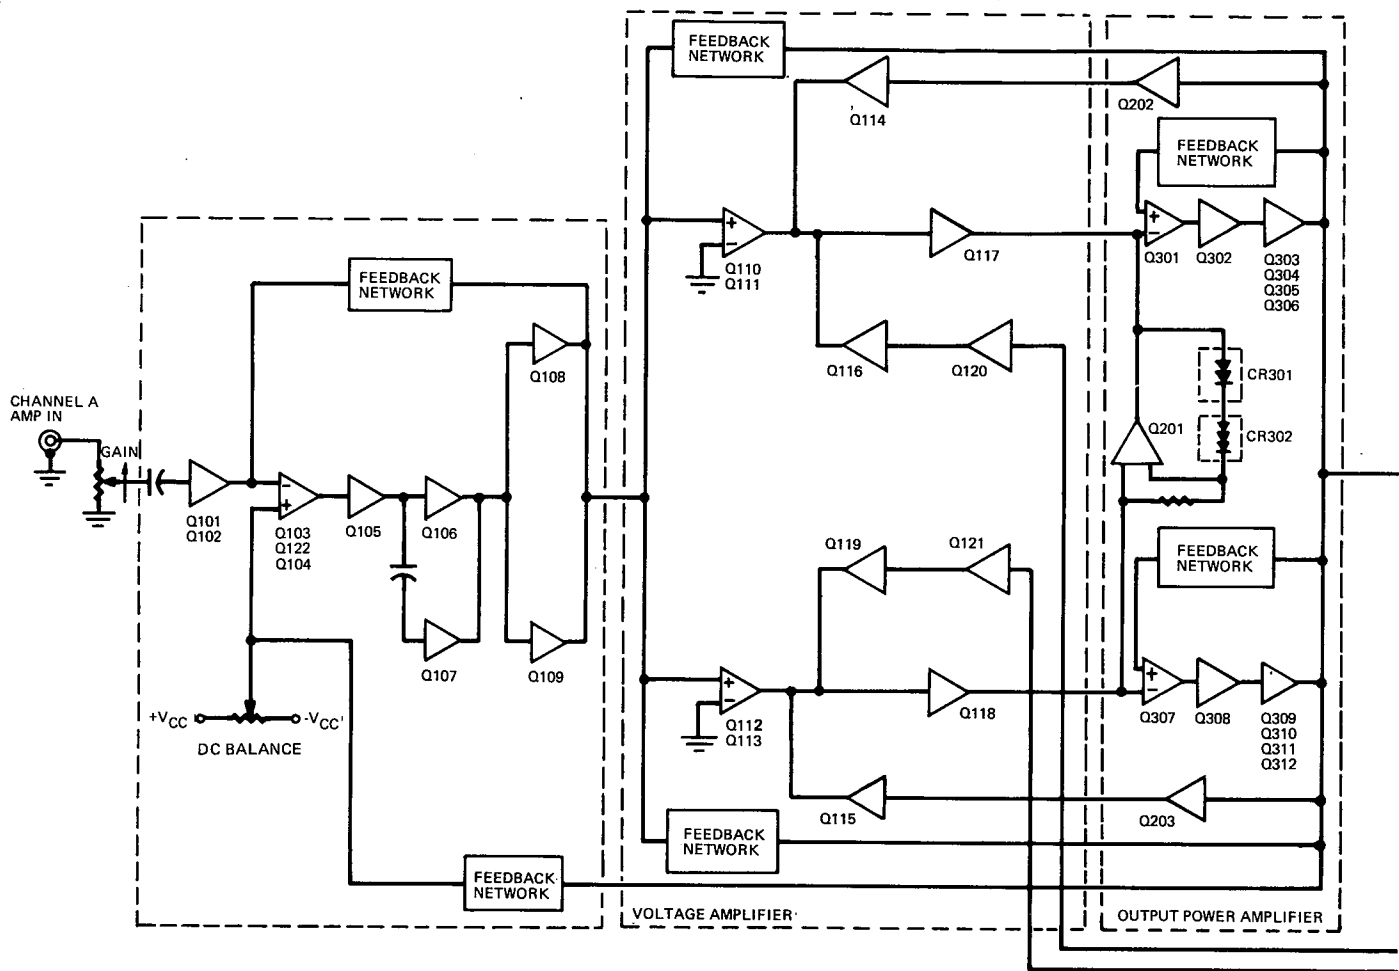 FEEDBACK
NETWORK
Q114
Q202
FEEDBACK
NETWORK
+
-
Q110
Q111
Q117
+
-
Q301
Q302
Q303
Q304
Q305
Q306
FEEDBACK
NETWORK
Q108
Q116
Q120
CR301
CR302
Q201
CHANNEL A
AMP IN
GAIN
Q101
Q102
-
+
Q103
Q122
Q104
Q105
Q106
Q107
Q109
Q119
Q121
FEEDBACK
NETWORK
+
-
Q112
Q113
Q118
+
-
Q307
Q308
Q309
Q310
Q311
Q312
+VCC
-VCC
DC BALANCE
Q115
Q203
FEEDBACK
NETWORK
FEEDBACK
NETWORK
VOLTAGE AMPLIFIER
OUTPUT POWER AMPLIFIER